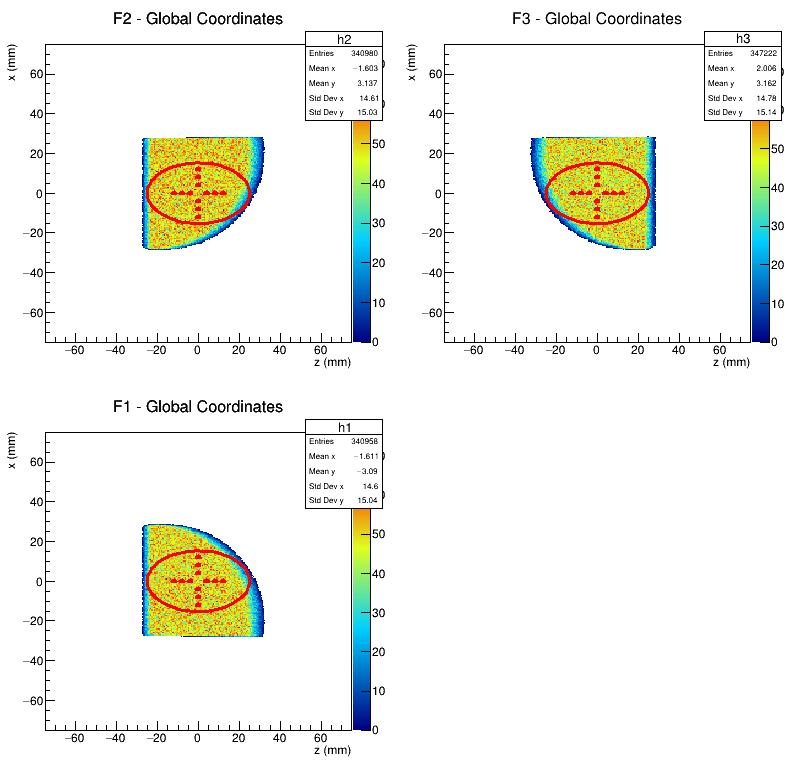 F2 - Global Coordinates
x (mm)
h2
Entries 340980
Mean x −1.603
Mean y 3.137
Std Dev x 14.61
Std Dev y 15.03
60
40
20
0
−20
−40
−60
−60 −40 −20 0 20 40 60
z (mm)
50
40
30
20
10
0
F3 - Global Coordinates
x (mm)
h3
Entries 347222
Mean x 2.006
Mean y 3.162
Std Dev x 14.78
Std Dev y 15.14
60
40
20
0
−20
−40
−60
−60 −40 −20 0 20 40 60
z (mm)
50
40
30
20
10
0
F1 - Global Coordinates
x (mm)
h1
Entries 340958
Mean x −1.611
Mean y −3.09
Std Dev x 14.6
Std Dev y 15.04
60
40
20
0
−20
−40
−60
−60 −40 −20 0 20 40 60
z (mm)
50
40
30
20
10
0